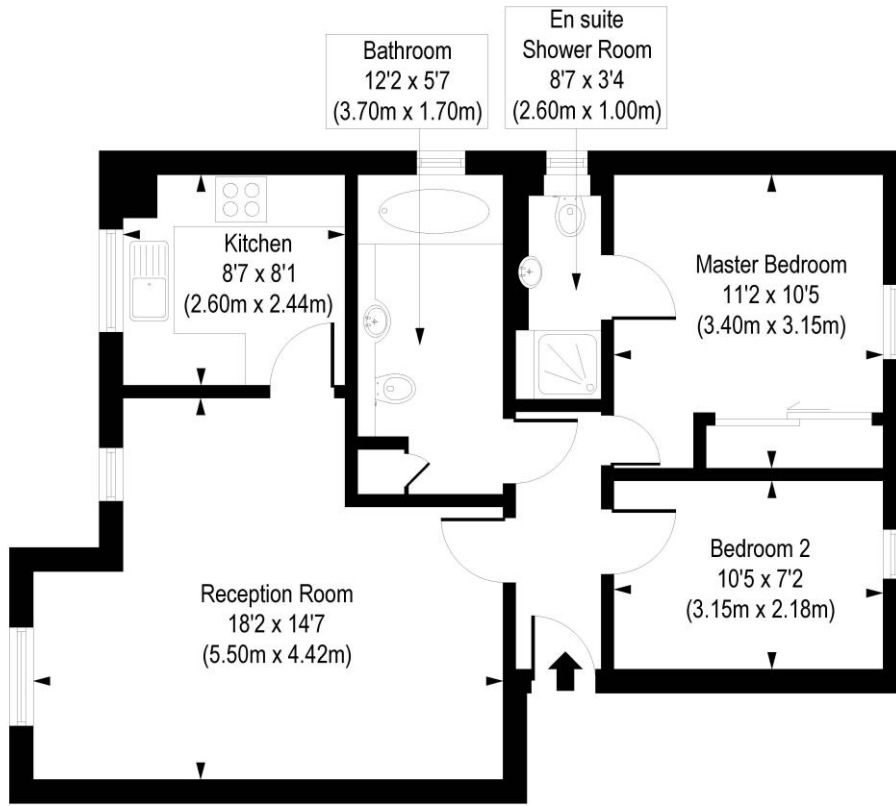 Bathroom
12'2 x 5'7
(3.70m x 1.70m)
En suite
Shower Room
8'7 x 3'4
(2.60m x 1.00m)
Kitchen
8'7 x 8'1
(2.60m x 2.44m)
Master Bedroom
11'2 x 10'5
(3.40m x 3.15m)
Reception Room
18'2 x 14'7
(5.50m x 4.42m)
Bedroom 2
10'5 x 7'2
(3.15m x 2.18m)